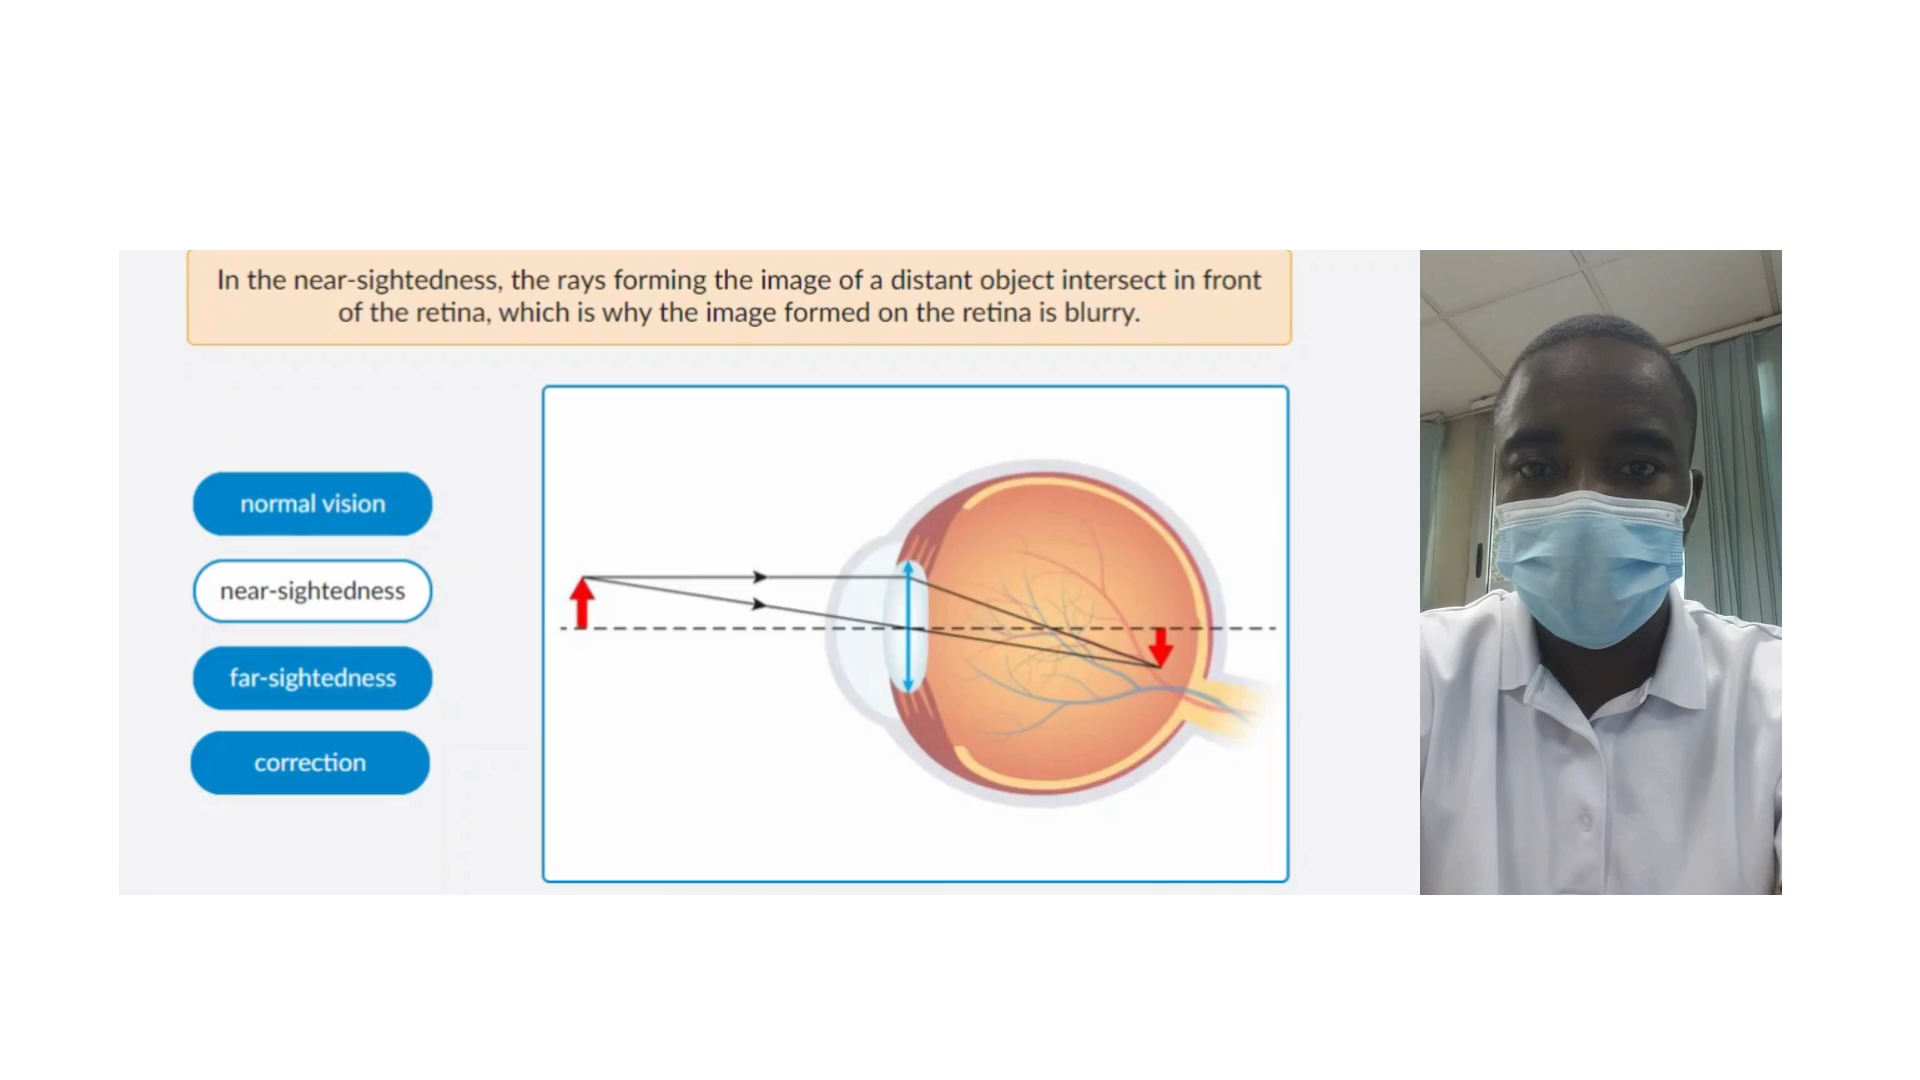 In the near-sightedness, the rays forming the image of a distant object intersect in front
of the retina, which is why the image formed on the retina is blurry.
normal vision
near-sightedness
far-sightedness
correction